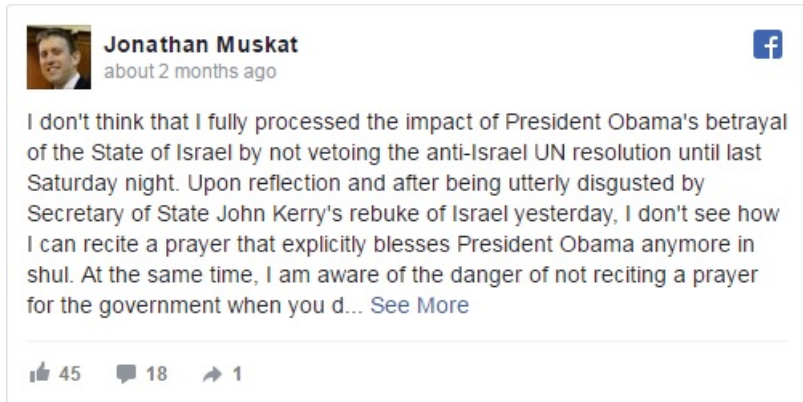 Jonathan Muskat
about 2 months ago
I don't think that I fully processed the impact of President Obama's betrayal
of the State of Israel by not vetoing the anti-Israel UN resolution until last
Saturday night. Upon reflection and after being utterly disgusted by
Secretary of State John Kerry's rebuke of Israel yesterday, I don't see how
I can recite a prayer that explicitly blesses President Obama anymore in
shul. At the same time, I am aware of the danger of not reciting a prayer
for the government when you d... See More
45 18 1